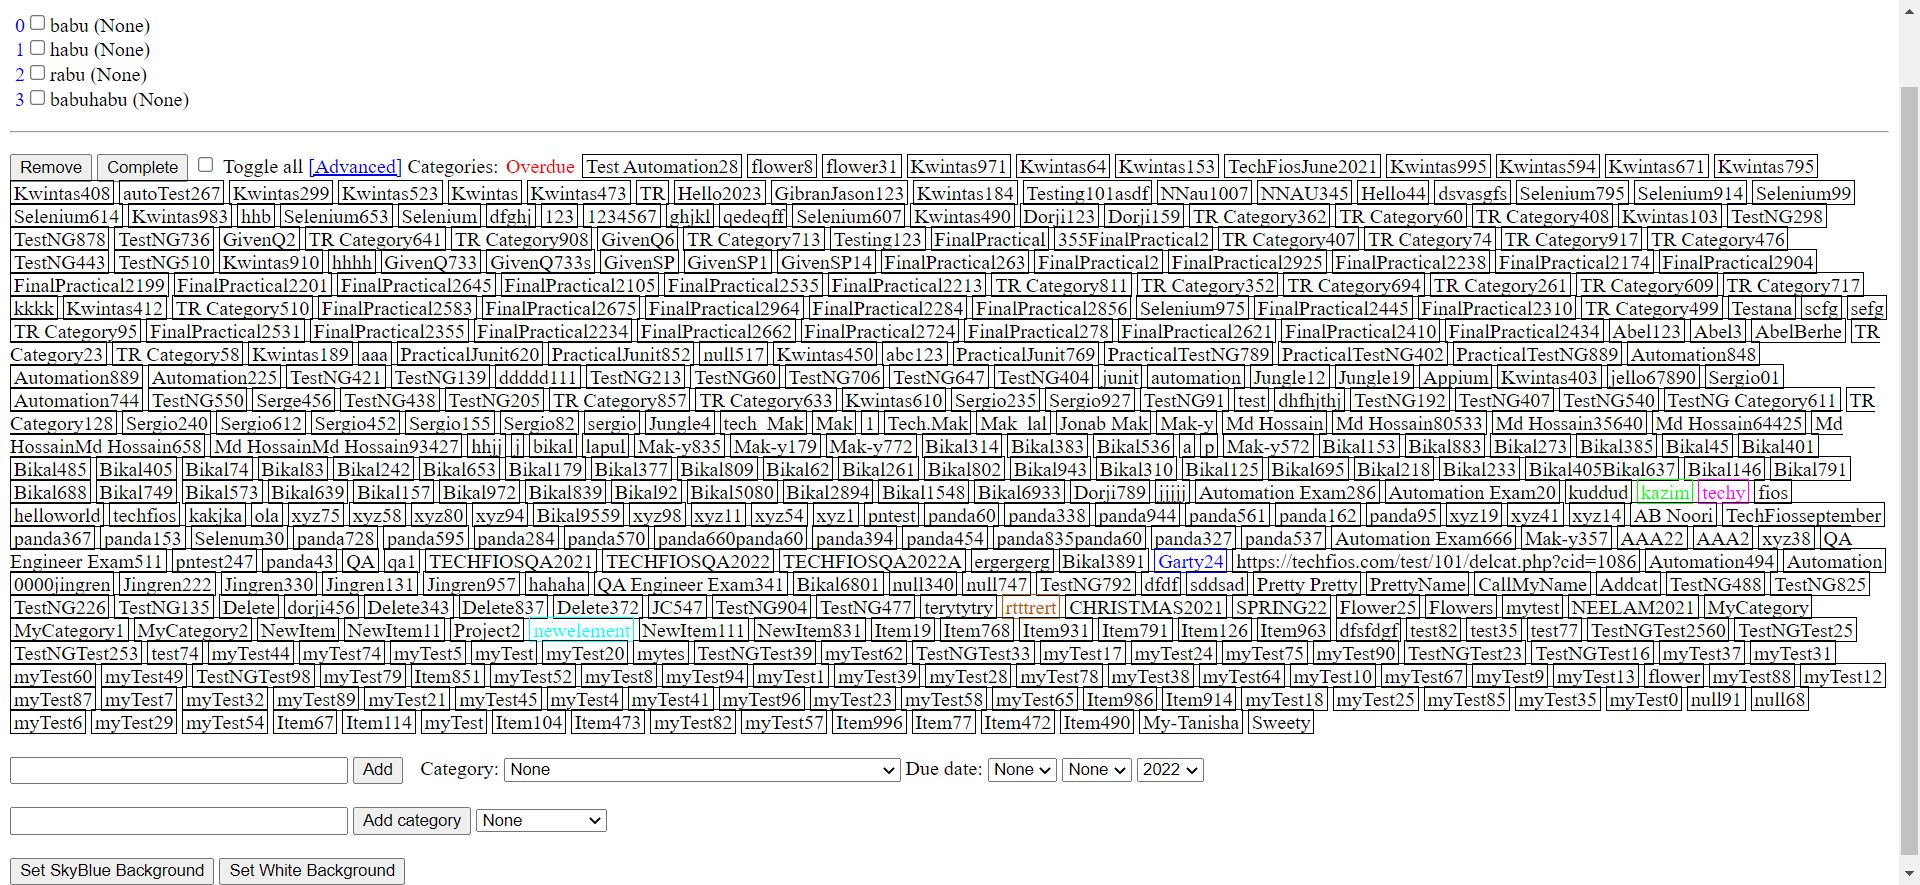 0 babu (None)
1 habu (None)
2 rabu (None)
3 babuhabu (None)
Remove Complete Toggle all [Advanced] Categories: Overdue Test Automation28 flower8 flower31 Kwintas971 Kwintas64 Kwintas153 TechFiosJune2021 Kwintas995 Kwintas594 Kwintas671 Kwintas795
Kwintas408 autoTest267 Kwintas299 Kwintas523 Kwintas Kwintas473 TR Hello2023 GibranJason123 Kwintas184 Testing101asdf NNau1007 NNAU345 Hello44 dsvasgfs Selenium795 Selenium914 Selenium99
Selenium614 Kwintas983 hhb Selenium653 Selenium dfghj 123 1234567 ghjkl qedeqff Selenium607 Kwintas490 Dorji123 Dorji159 TR Category362 TR Category60 TR Category408 Kwintas103 TestNG298
TestNG878 TestNG736 GivenQ2 TR Category641 TR Category908 GivenQ6 TR Category713 Testing123 FinalPractical 355FinalPractical2 TR Category407 TR Category74 TR Category917 TR Category476
TestNG443 TestNG510 Kwintas910 hhhh GivenQ733 GivenQ733s GivenSP GivenSP1 GivenSP14 FinalPractical263 FinalPractical2 FinalPractical2925 FinalPractical2238 FinalPractical2174 FinalPractical2904
FinalPractical2199 FinalPractical2201 FinalPractical2645 FinalPractical2105 FinalPractical2535 FinalPractical2213 TR Category811 TR Category352 TR Category694 TR Category261 TR Category609 TR Category717
kkkk Kwintas412 TR Category510 FinalPractical2583 FinalPractical2675 FinalPractical2964 FinalPractical2284 FinalPractical2856 Selenium975 FinalPractical2445 FinalPractical2310 TR Category499 Testana scfg sefg
TR Category95 FinalPractical2531 FinalPractical2355 FinalPractical2234 FinalPractical2662 FinalPractical2724 FinalPractical278 FinalPractical2621 FinalPractical2410 FinalPractical2434 Abel123 Abel3 AbelBerhe TR
Category23 TR Category58 Kwintas189 aaa PracticalJunit620 PracticalJunit852 null517 Kwintas450 abc123 PracticalJunit769 PracticalTestNG789 PracticalTestNG402 PracticalTestNG889 Automation848
Automation889 Automation225 TestNG421 TestNG139 ddddd111 TestNG213 TestNG60 TestNG706 TestNG647 TestNG404 junit automation Jungle12 Jungle19 Appium Kwintas403 jello67890 Sergio01
Automation744 TestNG550 Serge456 TestNG438 TestNG205 TR Category857 TR Category633 Kwintas610 Sergio235 Sergio927 TestNG91 test dhfhjthj TestNG192 TestNG407 TestNG540 TestNG Category611 TR
Category128 Sergio240 Sergio612 Sergio452 Sergio155 Sergio82 sergio Jungle4 tech_Mak Mak 1 Tech.Mak Mak_lal Jonab Mak Mak-y Md Hossain Md Hossain80533 Md Hossain35640 Md Hossain64425 Md
HossainMd Hossain658 Md HossainMd Hossain93427 hhjj j bikal lapul Mak-y835 Mak-y179 Mak-y772 Bikal314 Bikal383 Bikal536 a p Mak-y572 Bikal153 Bikal883 Bikal273 Bikal385 Bikal45 Bikal401
Bikal485 Bikal405 Bikal74 Bikal83 Bikal242 Bikal653 Bikal179 Bikal377 Bikal809 Bikal62 Bikal261 Bikal802 Bikal943 Bikal310 Bikal125 Bikal695 Bikal218 Bikal233 Bikal405Bikal637 Bikal146 Bikal791
Bikal688 Bikal749 Bikal573 Bikal639 Bikal157 Bikal972 Bikal839 Bikal92 Bikal5080 Bikal2894 Bikal1548 Bikal6933 Dorji789 jjjjj Automation Exam286 Automation Exam20 kuddud kazim techy fios
helloworld techfios kakjka ola xyz75 xyz58 xyz80 xyz94 Bikal9559 xyz98 xyz11 xyz54 xyz1 pntest panda60 panda338 panda944 panda561 panda162 panda95 xyz19 xyz41 xyz14 AB Noori TechFiosseptember
panda367 panda153 Selenum30 panda728 panda595 panda284 panda570 panda660panda60 panda394 panda454 panda835panda60 panda327 panda537 Automation Exam666 Mak-y357 AAA22 AAA2 xyz38 QA
Engineer Exam511 pntest247 panda43 QA qa1 TECHFIOSQA2021 TECHFIOSQA2022 TECHFIOSQA2022A ergergerg Bikal3891 Garty24 https://techfios.com/test/101/delcat.php?cid=1086 Automation494 Automation
0000jingren Jingren222 Jingren330 Jingren131 Jingren957 hahaha QA Engineer Exam341 Bikal6801 null340 null747 TestNG792 dfdf sddsad Pretty Pretty PrettyName CallMyName Addcat TestNG488 TestNG825
TestNG226 TestNG135 Delete dorji456 Delete343 Delete837 Delete372 JC547 TestNG904 TestNG477 terytytry rtttrert CHRISTMAS2021 SPRING22 Flower25 Flowers mytest NEELAM2021 MyCategory
MyCategory1 MyCategory2 NewItem NewItem11 Project2 newelement NewItem111 NewItem831 Item19 Item768 Item931 Item791 Item126 Item963 dfsfdgf test82 test35 test77 TestNGTest2560 TestNGTest25
TestNGTest253 test74 myTest44 myTest74 myTest5 myTest myTest20 mytes TestNGTest39 myTest62 TestNGTest33 myTest17 myTest24 myTest75 myTest90 TestNGTest23 TestNGTest16 myTest37 myTest31
myTest60 myTest49 TestNGTest98 myTest79 Item851 myTest52 myTest8 myTest94 myTest1 myTest39 myTest28 myTest78 myTest38 myTest64 myTest10 myTest67 myTest9 myTest13 flower myTest88 myTest12
myTest87 myTest7 myTest32 myTest89 myTest21 myTest45 myTest4 myTest41 myTest96 myTest23 myTest58 myTest65 Item986 Item914 myTest18 myTest25 myTest85 myTest35 myTest0 null91 null68
myTest6 myTest29 myTest54 Item67 Item114 myTest Item104 Item473 myTest82 myTest57 Item996 Item77 Item472 Item490 My-Tanisha Sweety
Add Category: None Due date: None None 2022
Add category None
Set SkyBlue Background Set White Background